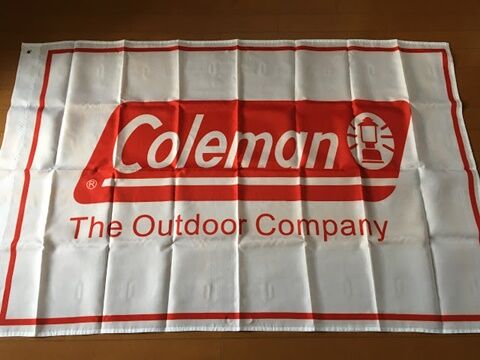 Coleman
®
The Outdoor Company